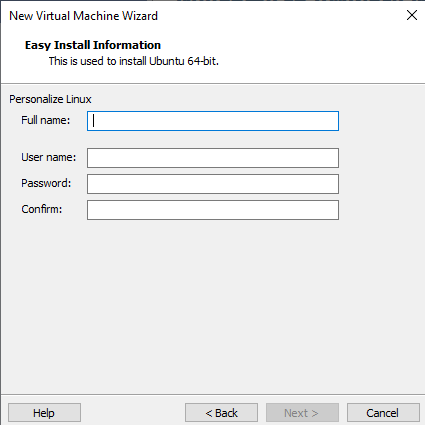 New Virtual Machine Wizard
Easy Install Information
This is used to install Ubuntu 64-bit.
Personalize Linux
Full name:
User name:
Password:
Confirm:
Help < Back Next > Cancel